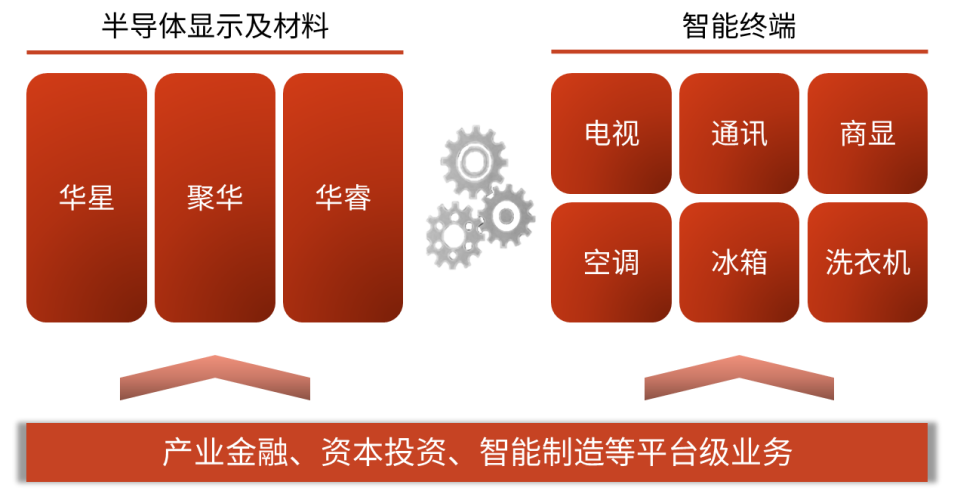 半导体显示及材料
华星
聚华
华睿
智能终端
电视
通讯
商显
空调
冰箱
洗衣机
产业金融、资本投资、智能制造等平台级业务